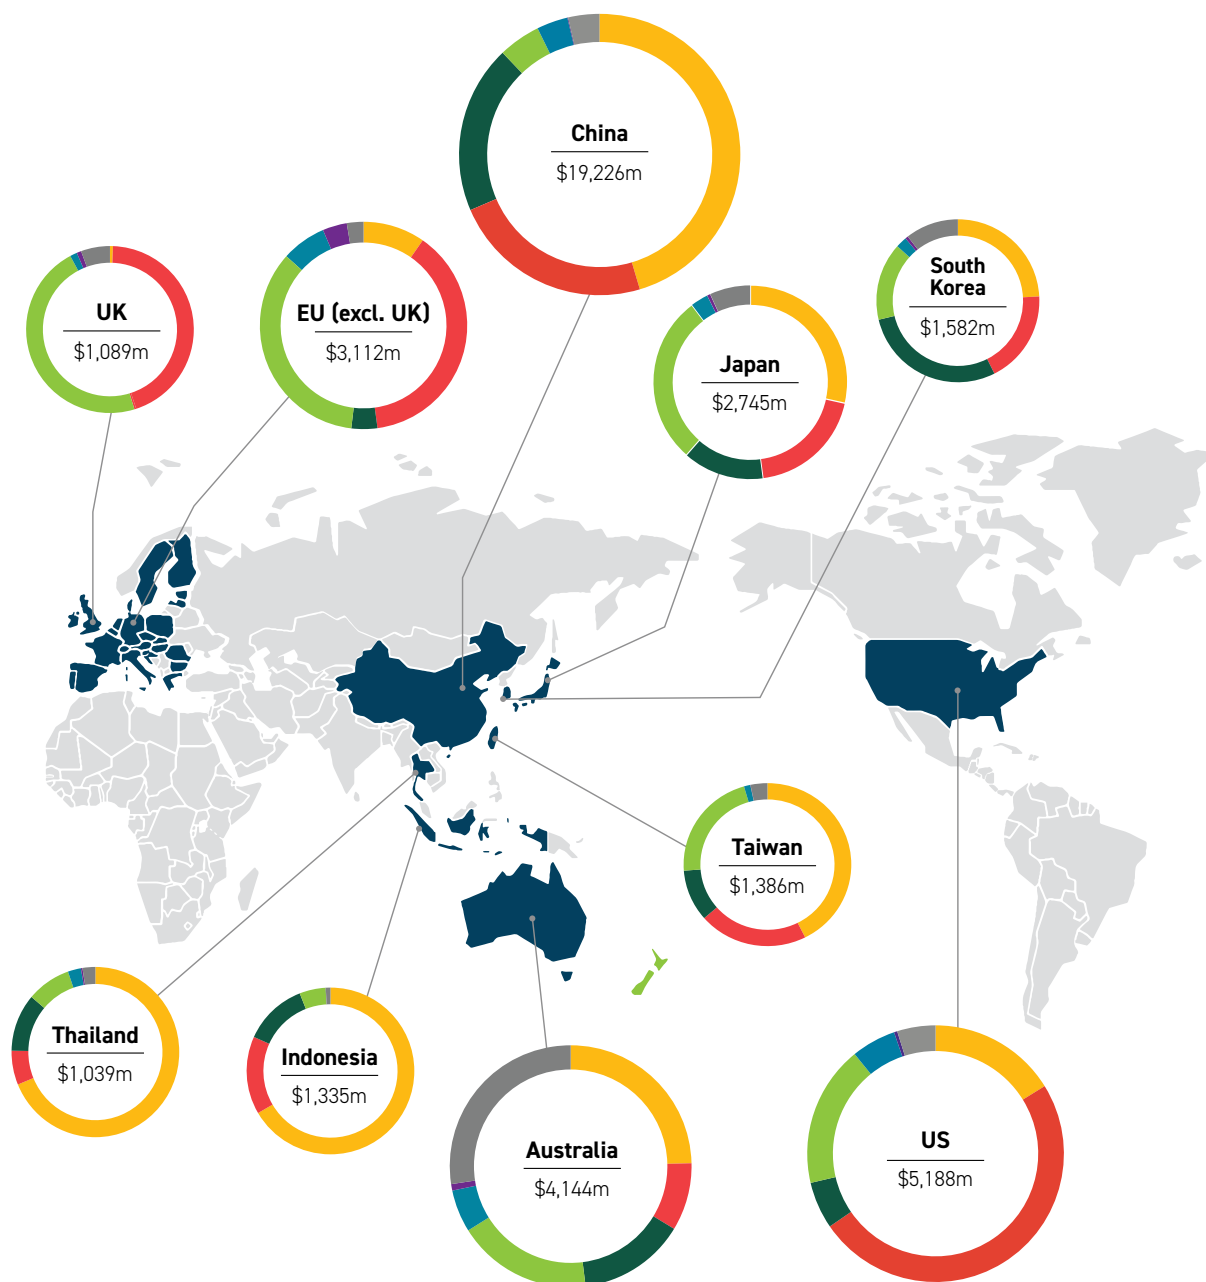 China
$19,226m
UK
$1,089m
EU (excl. UK)
$3,112m
South
Korea
$1,582m
Japan
$2,745m
Taiwan
$1,386m
Thailand
$1,039m
Indonesia
$1,335m
Australia
$4,144m
US
$5,188m